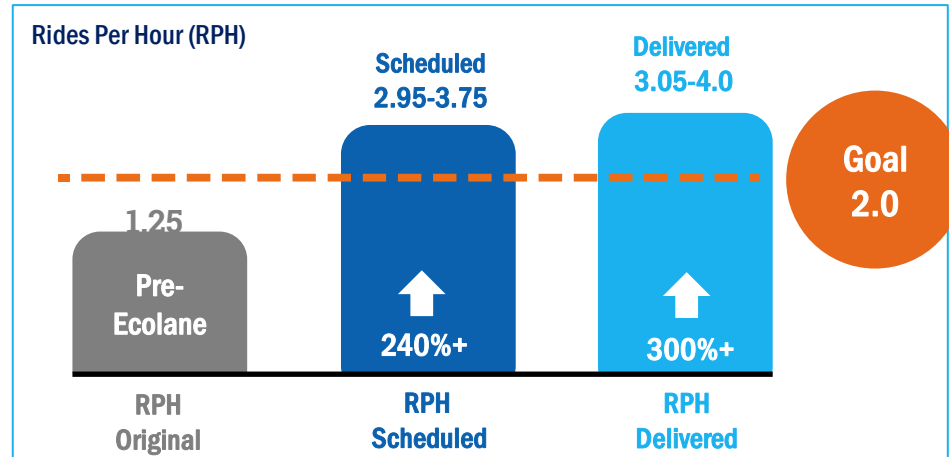 Rides Per Hour (RPH)
Scheduled
2.95-3.75
Delivered
3.05-4.0
Goal
2.0
1.25
Pre-
Ecolane
240%+
300%+
RPH
Original
RPH
Scheduled
RPH
Delivered